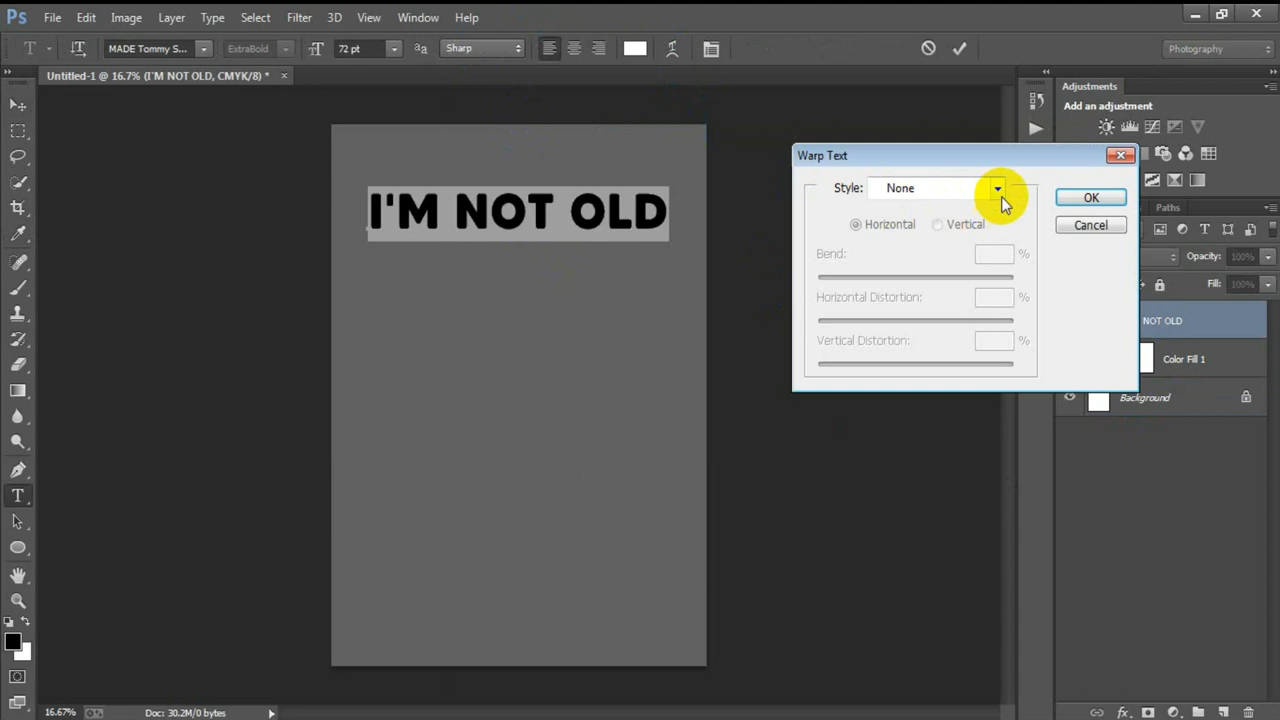 Ps File Edit Image Layer Type Select Filter 3D View Window Help
T MADE Tommy S... ExtraBold 72 pt aa Sharp Photography
Untitled-1 @ 16.7% (I'M NOT OLD, CMYK/8) *
Adjustments
Add an adjustment
I'M NOT OLD
Warp Text
Style: None
OK
Horizontal Vertical
Cancel
Bend: %
Horizontal Distortion: %
Vertical Distortion: %
Paths
Opacity: 100%
Fill: 100%
NOT OLD
Color Fill 1
Background
T
16.67% Doc: 30.2M/0 bytes
fx